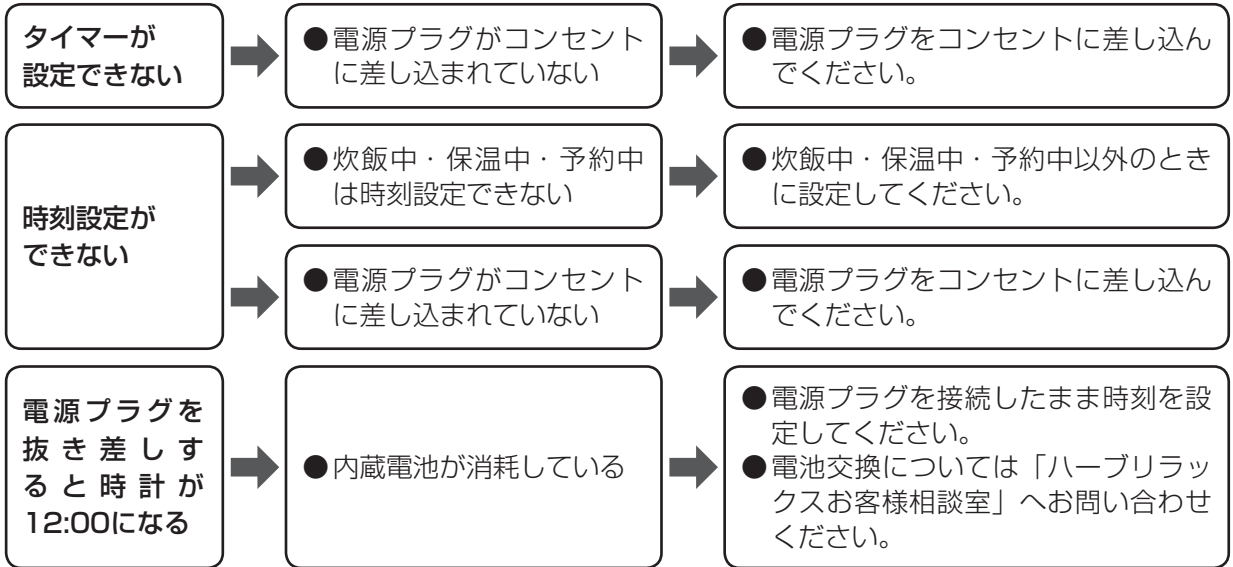 タイマーが
設定できない
●電源プラグがコンセント
に差し込まれていない
●電源プラグをコンセントに差し込ん
でください。
時刻設定が
できない
●炊飯中・保温中・予約中
は時刻設定できない
●炊飯中・保温中・予約中以外のとき
に設定してください。
●電源プラグがコンセント
に差し込まれていない
●電源プラグをコンセントに差し込ん
でください。
電源プラグを
抜き差しす
ると時計が
12:00になる
●内蔵電池が消耗している
●電源プラグを接続したまま時刻を設
定してください。
●電池交換については「ハーブリラッ
クスお客様相談室」へお問い合わせ
ください。